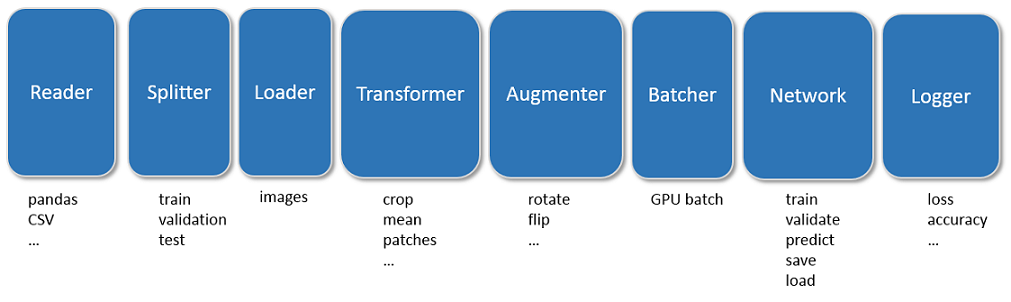 Reader
Splitter
Loader
Transformer
Augmenter
Batcher
Network
Logger
pandas
CSV
...
train
validation
test
images
crop
mean
patches
...
rotate
flip
...
GPU batch
train
validate
predict
save
load
loss
accuracy
...